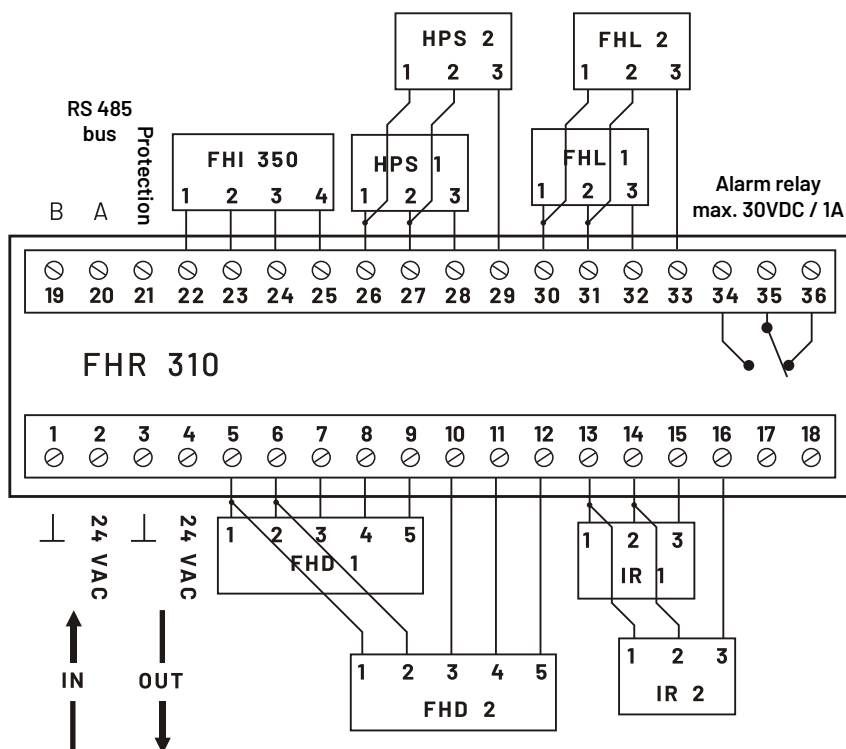 HPS 2
1 2 3
FHL 2
1 2 3
RS 485
bus
Protection
FHI 350
1 2 3 4
HPS 1
1 2 3
FHL 1
1 2 3
Alarm relay
max. 30VDC / 1A
B A
19 20 21 22 23 24 25 26 27 28 29 30 31 32 33 34 35 36
FHR 310
1 2 3 4 5 6 7 8 9 10 11 12 13 14 15 16 17 18
24 VAC
24 VAC
1 2 3 4 5
FHD 1
1 2 3
IR 1
1 2 3 4 5
FHD 2
1 2 3
IR 2
IN
OUT